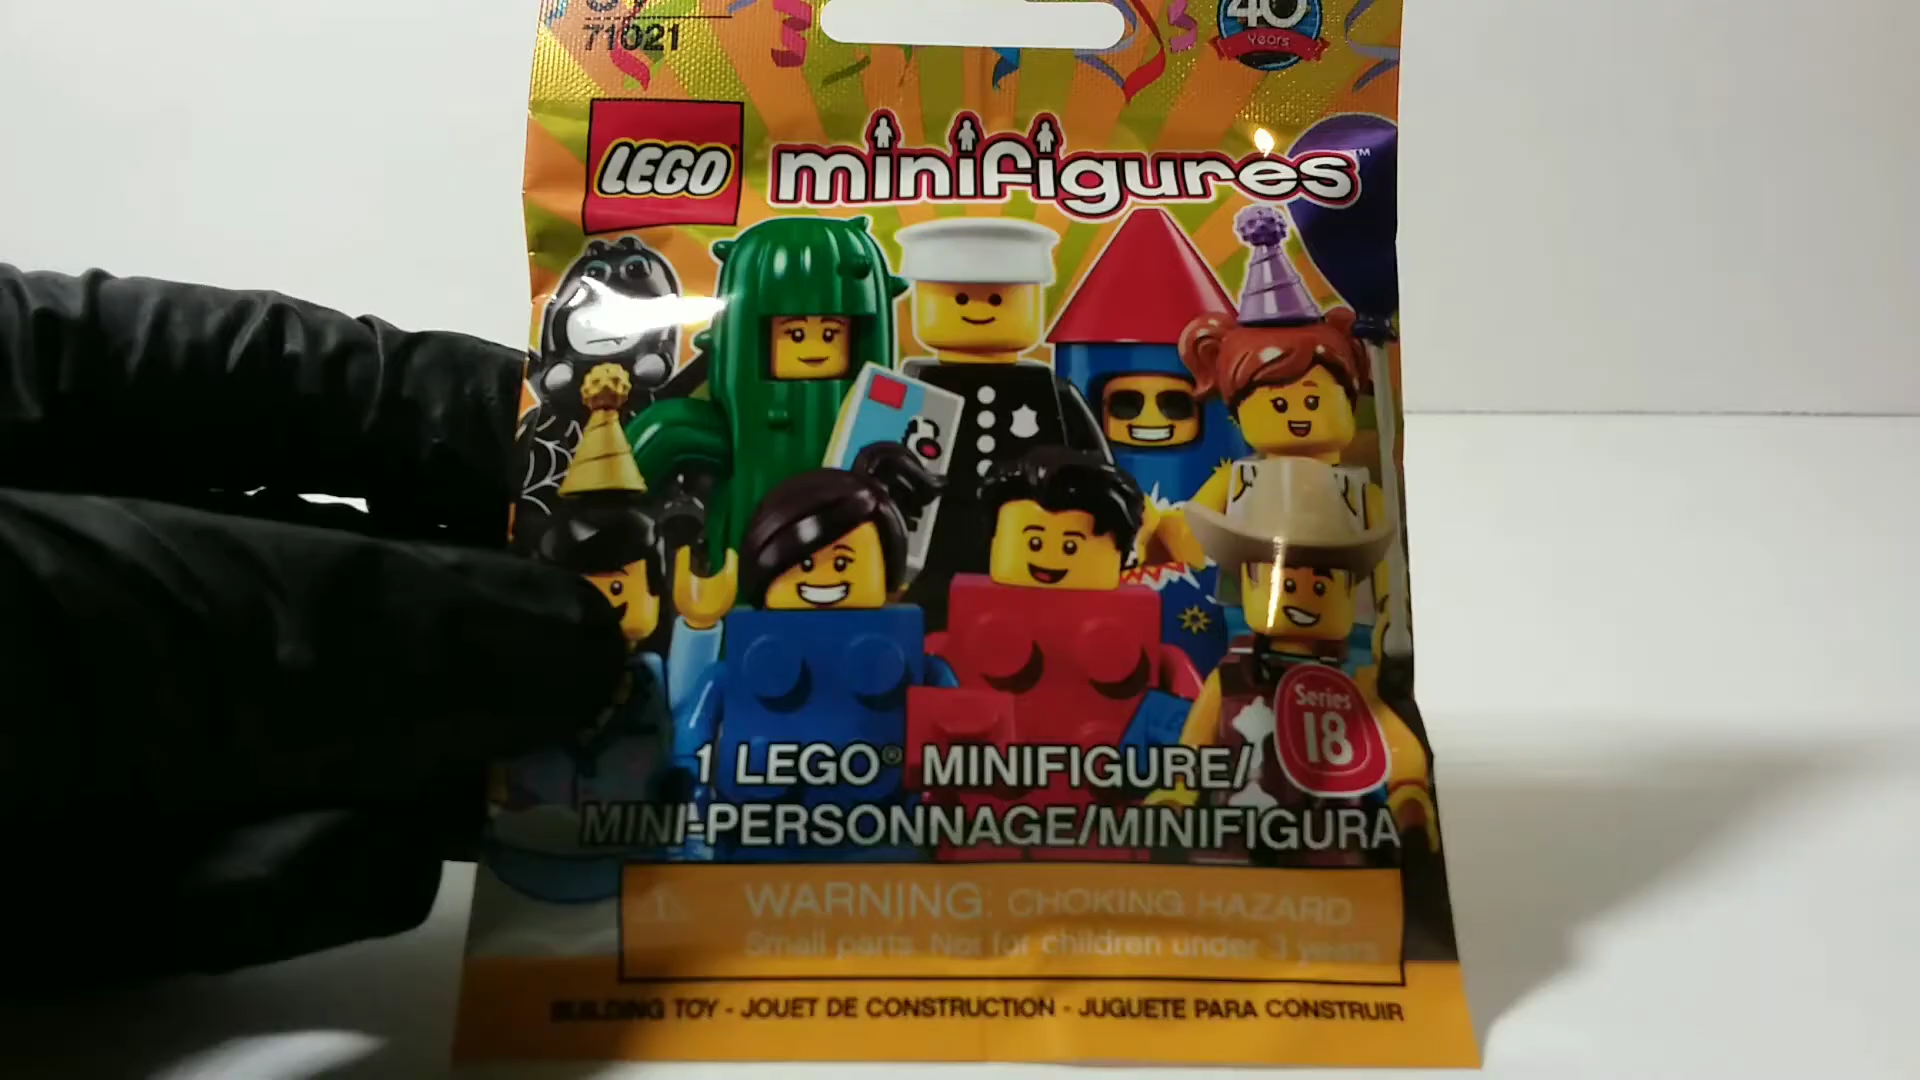 71021
40
Years
LEGO
minifigures™
Series
18
1 LEGO® MINIFIGURE/
MINI-PERSONNAGE/MINIFIGURA
WARNING: CHOKING HAZARD
Small parts. Not for children under 3 years.
BUILDING TOY - JOUET DE CONSTRUCTION - JUGUETE PARA CONSTRUIR